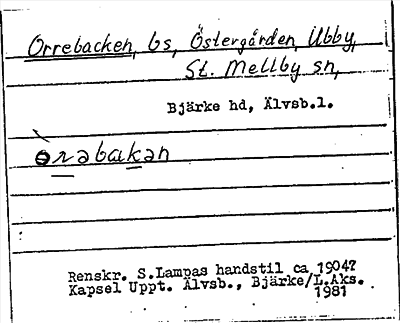 Orrebacken, bs, Östergården, Ubby,
St. Mellby sn,
Bjärke hd, Älvsb.l.
òrabakən
Renskr. S.Lampas handstil ca 1904?
Kapsel Uppt. Älvsb., Bjärke/L.Aks.
1981